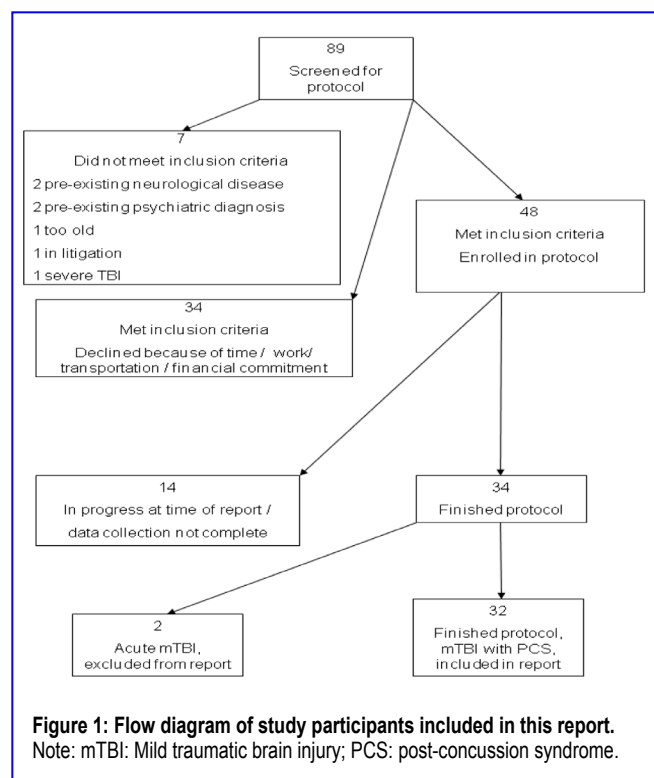 89
Screened for
protocol
7
Did not meet inclusion criteria
2 pre-existing neurological disease
2 pre-existing psychiatric diagnosis
1 too old
1 in litigation
1 severe TBI
48
Met inclusion criteria
Enrolled in protocol
34
Met inclusion criteria
Declined because of time / work/
transportation / financial commitment
14
In progress at time of report /
data collection not complete
34
Finished protocol
2
Acute mTBI,
excluded from report
32
Finished protocol,
mTBI with PCS,
included in report
Figure 1: Flow diagram of study participants included in this report.
Note: mTBI: Mild traumatic brain injury; PCS: post-concussion syndrome.